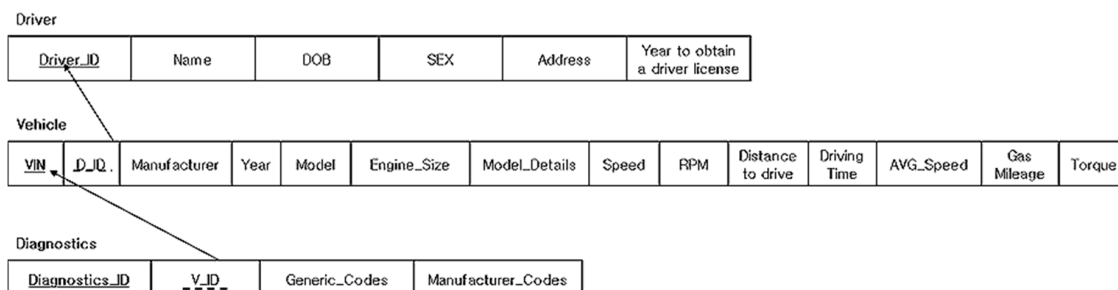 Driver
Driver_ID Name DOB SEX Address Year to obtain
a driver license
Vehicle
VIN D_ID Manufacturer Year Model Engine_Size Model_Details Speed RPM Distance
to drive Driving
Time AVG_Speed Gas
Mileage Torque
Diagnostics
Diagnostics_ID V_ID Generic_Codes Manufacturer_Codes